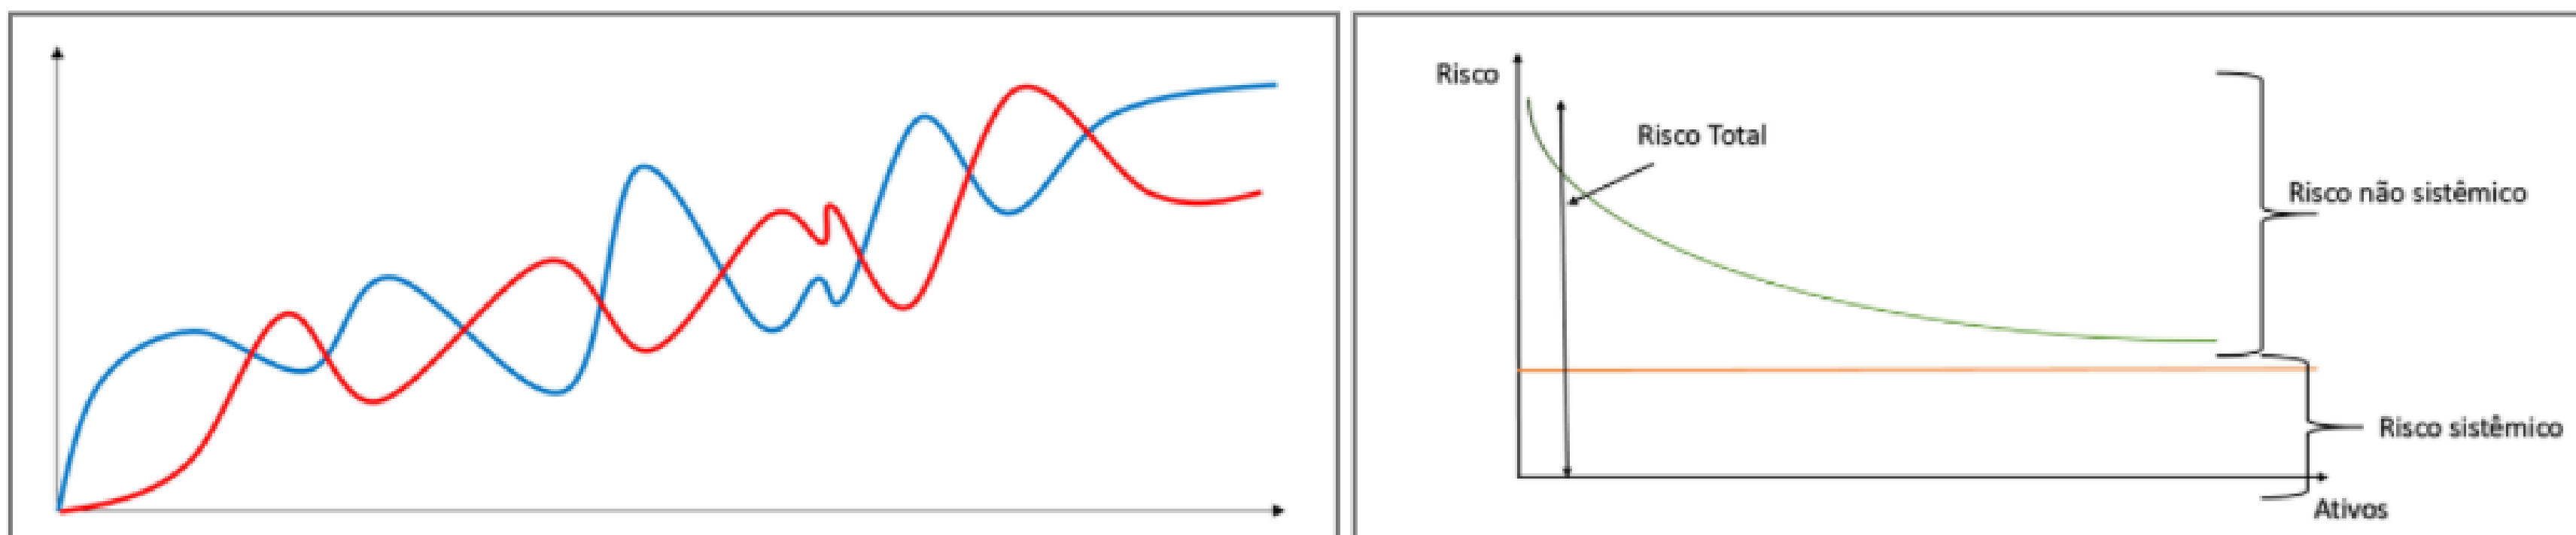 Risco
Risco Total
Risco não sistêmico
Risco sistêmico
Ativos